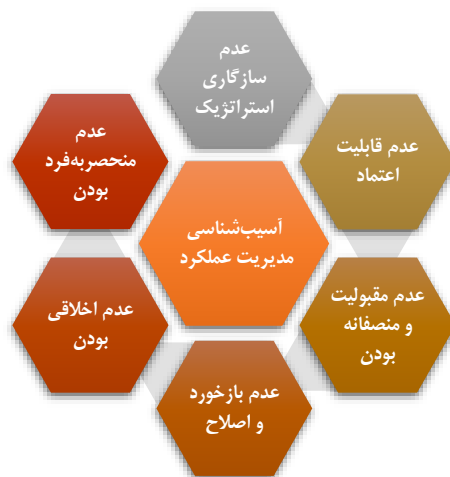 عدم
سازگاری
استراتژیک
عدم قابلیت
اعتماد
عدم مقبولیت
و منصفانه
بودن
عدم بازخورد
و اصلاح
عدم اخلاقی
بودن
عدم
منحصربه‌فرد
بودن
آسیب‌شناسی
مدیریت عملکرد